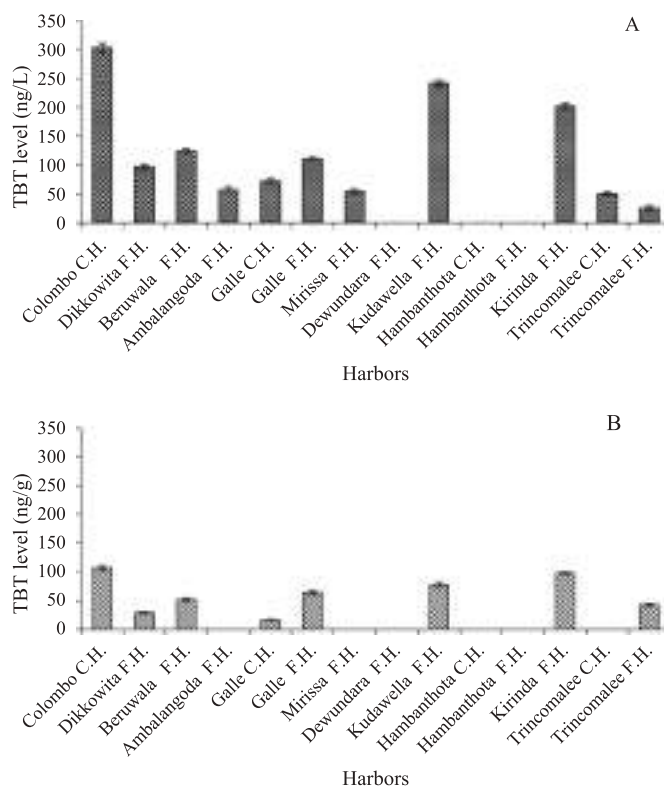 A
TBT level (ng/L)
350
300
250
200
150
100
50
0
Colombo C.H.
Dikkowita F.H.
Beruwala F.H.
Ambalangoda F.H.
Galle C.H.
Galle F.H.
Mirissa F.H.
Dewundara F.H.
Kudawella F.H.
Hambanthota C.H.
Hambanthota F.H.
Kirinda F.H.
Trincomalee C.H.
Trincomalee F.H.
Harbors
B
TBT level (ng/g)
350
300
250
200
150
100
50
0
Colombo C.H.
Dikkowita F.H.
Beruwala F.H.
Ambalangoda F.H.
Galle C.H.
Galle F.H.
Mirissa F.H.
Dewundara F.H.
Kudawella F.H.
Hambanthota C.H.
Hambanthota F.H.
Kirinda F.H.
Trincomalee C.H.
Trincomalee F.H.
Harbors